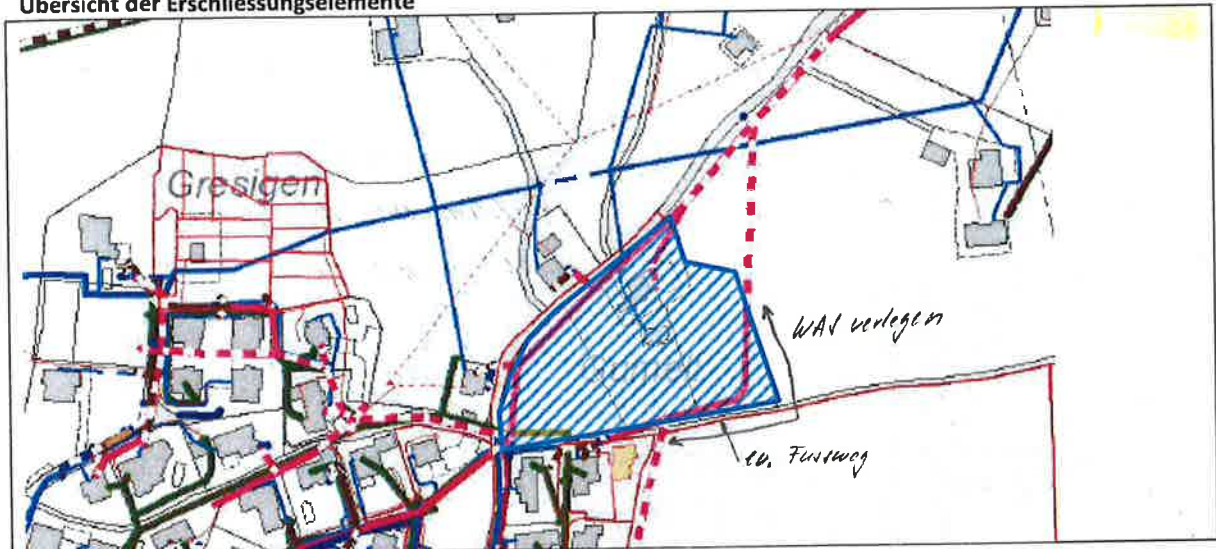 Übersicht der Erschliessungselemente
Gresigen
WAS verlegen
ev. Fussweg